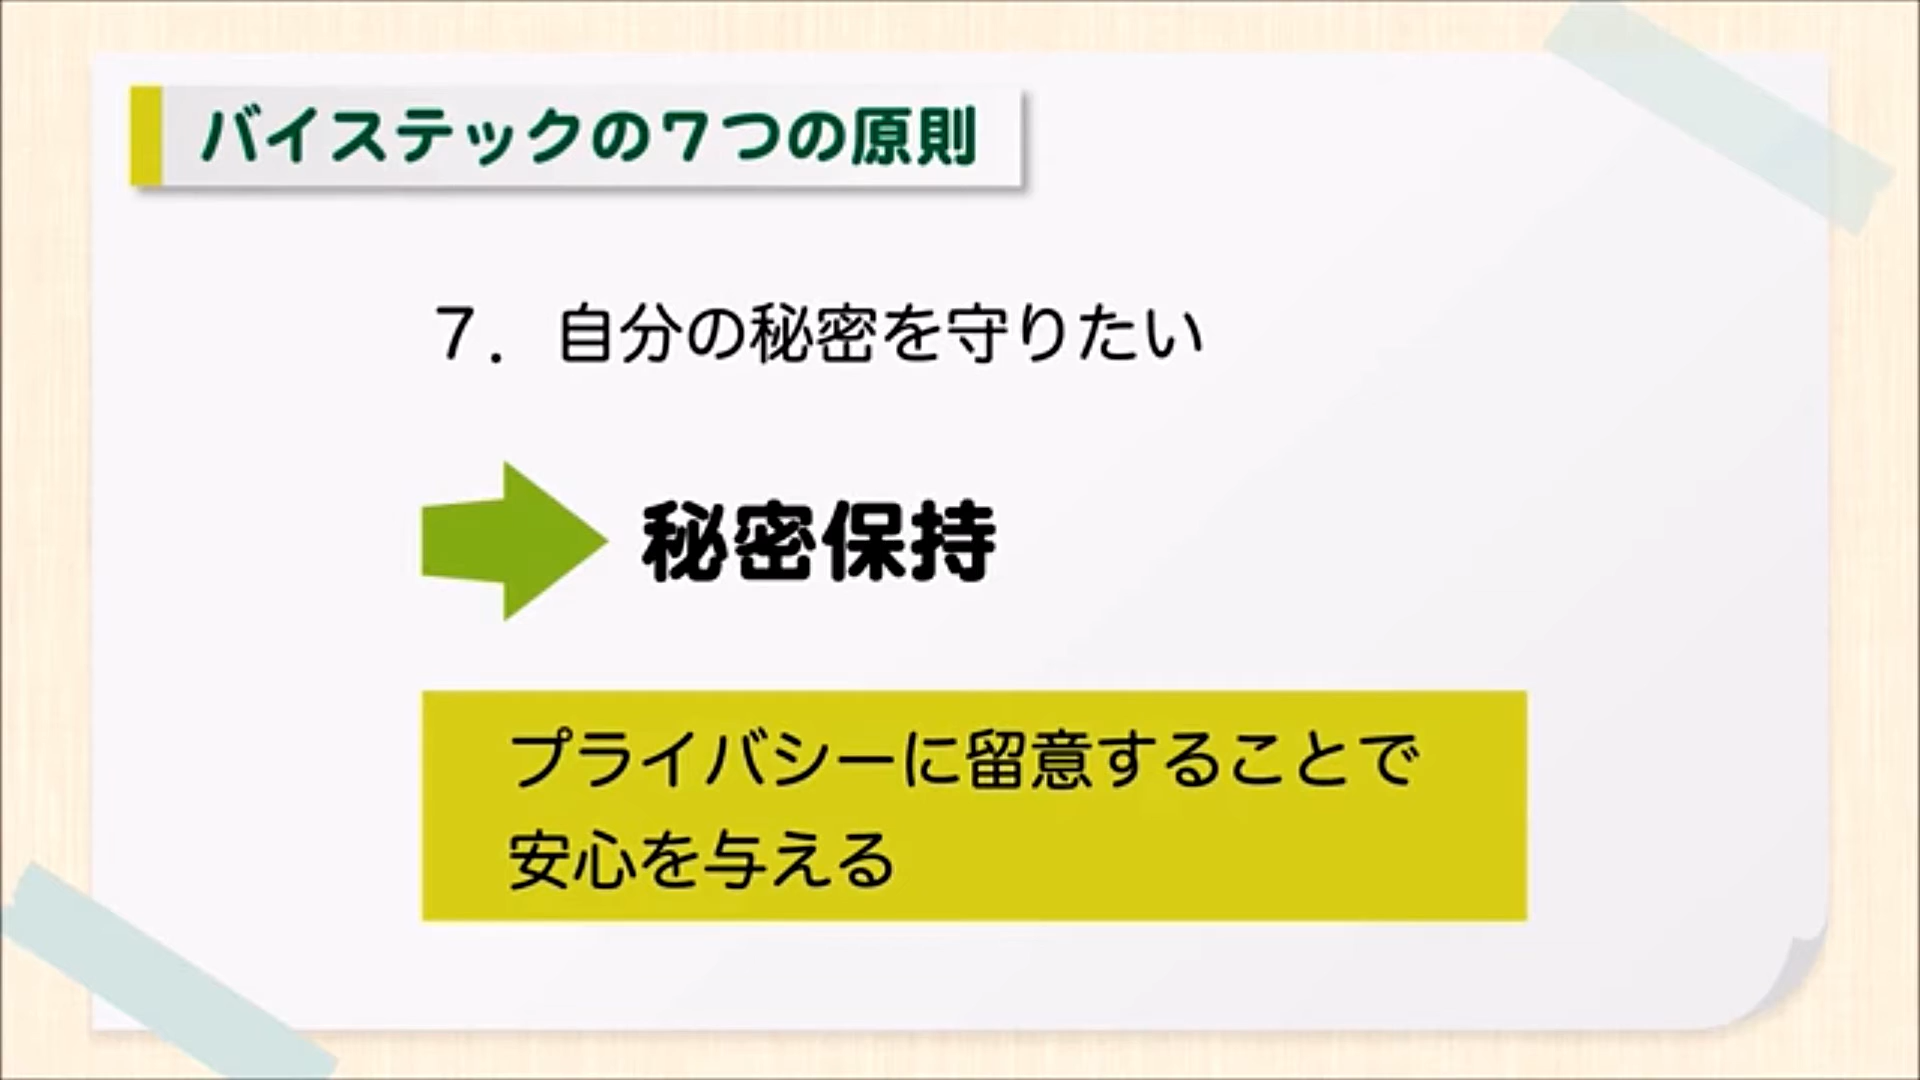 バイステックの７つの原則
７．自分の秘密を守りたい
秘密保持
プライバシーに留意することで
安心を与える